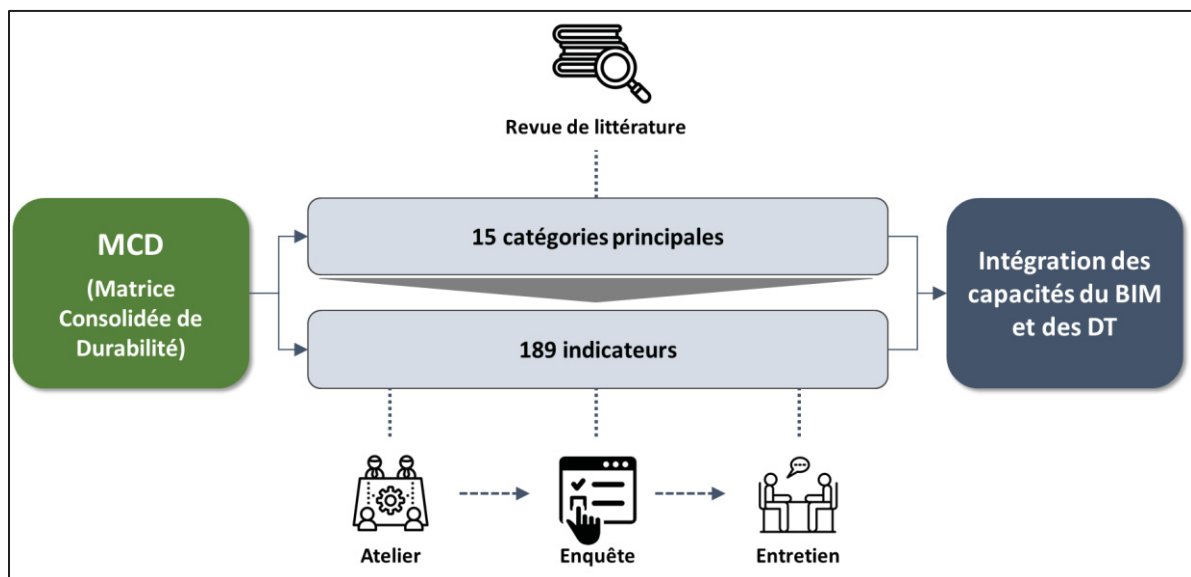 Revue de littérature
MCD
(Matrice
Consolidée de
Durabilité)
15 catégories principales
189 indicateurs
Intégration des
capacités du BIM
et des DT
Atelier
Enquête
Entretien